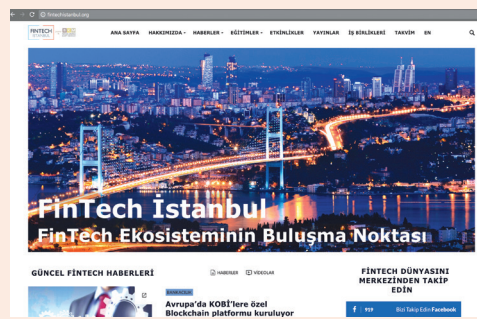 fintechistanbul.org
FINTECH
ISTANBUL
ANA SAYFA HAKKIMIZDA HABERLER EĞİTİMLER ETKİNLİKLER YAYINLAR İŞ BİRLİKLERİ TAKVİM EN
FinTech İstanbul
FinTech Ekosisteminin Buluşma Noktası
GÜNCEL FİNTECH HABERLERİ
HABERLER VİDEOLAR
Avrupa'da KOBİ'lere özel
Blockchain platformu kuruluyor
FİNTECH DÜNYASINI
MERKEZİNDEN TAKİP
EDİN
f 919 Bizi Takip Edin Facebook